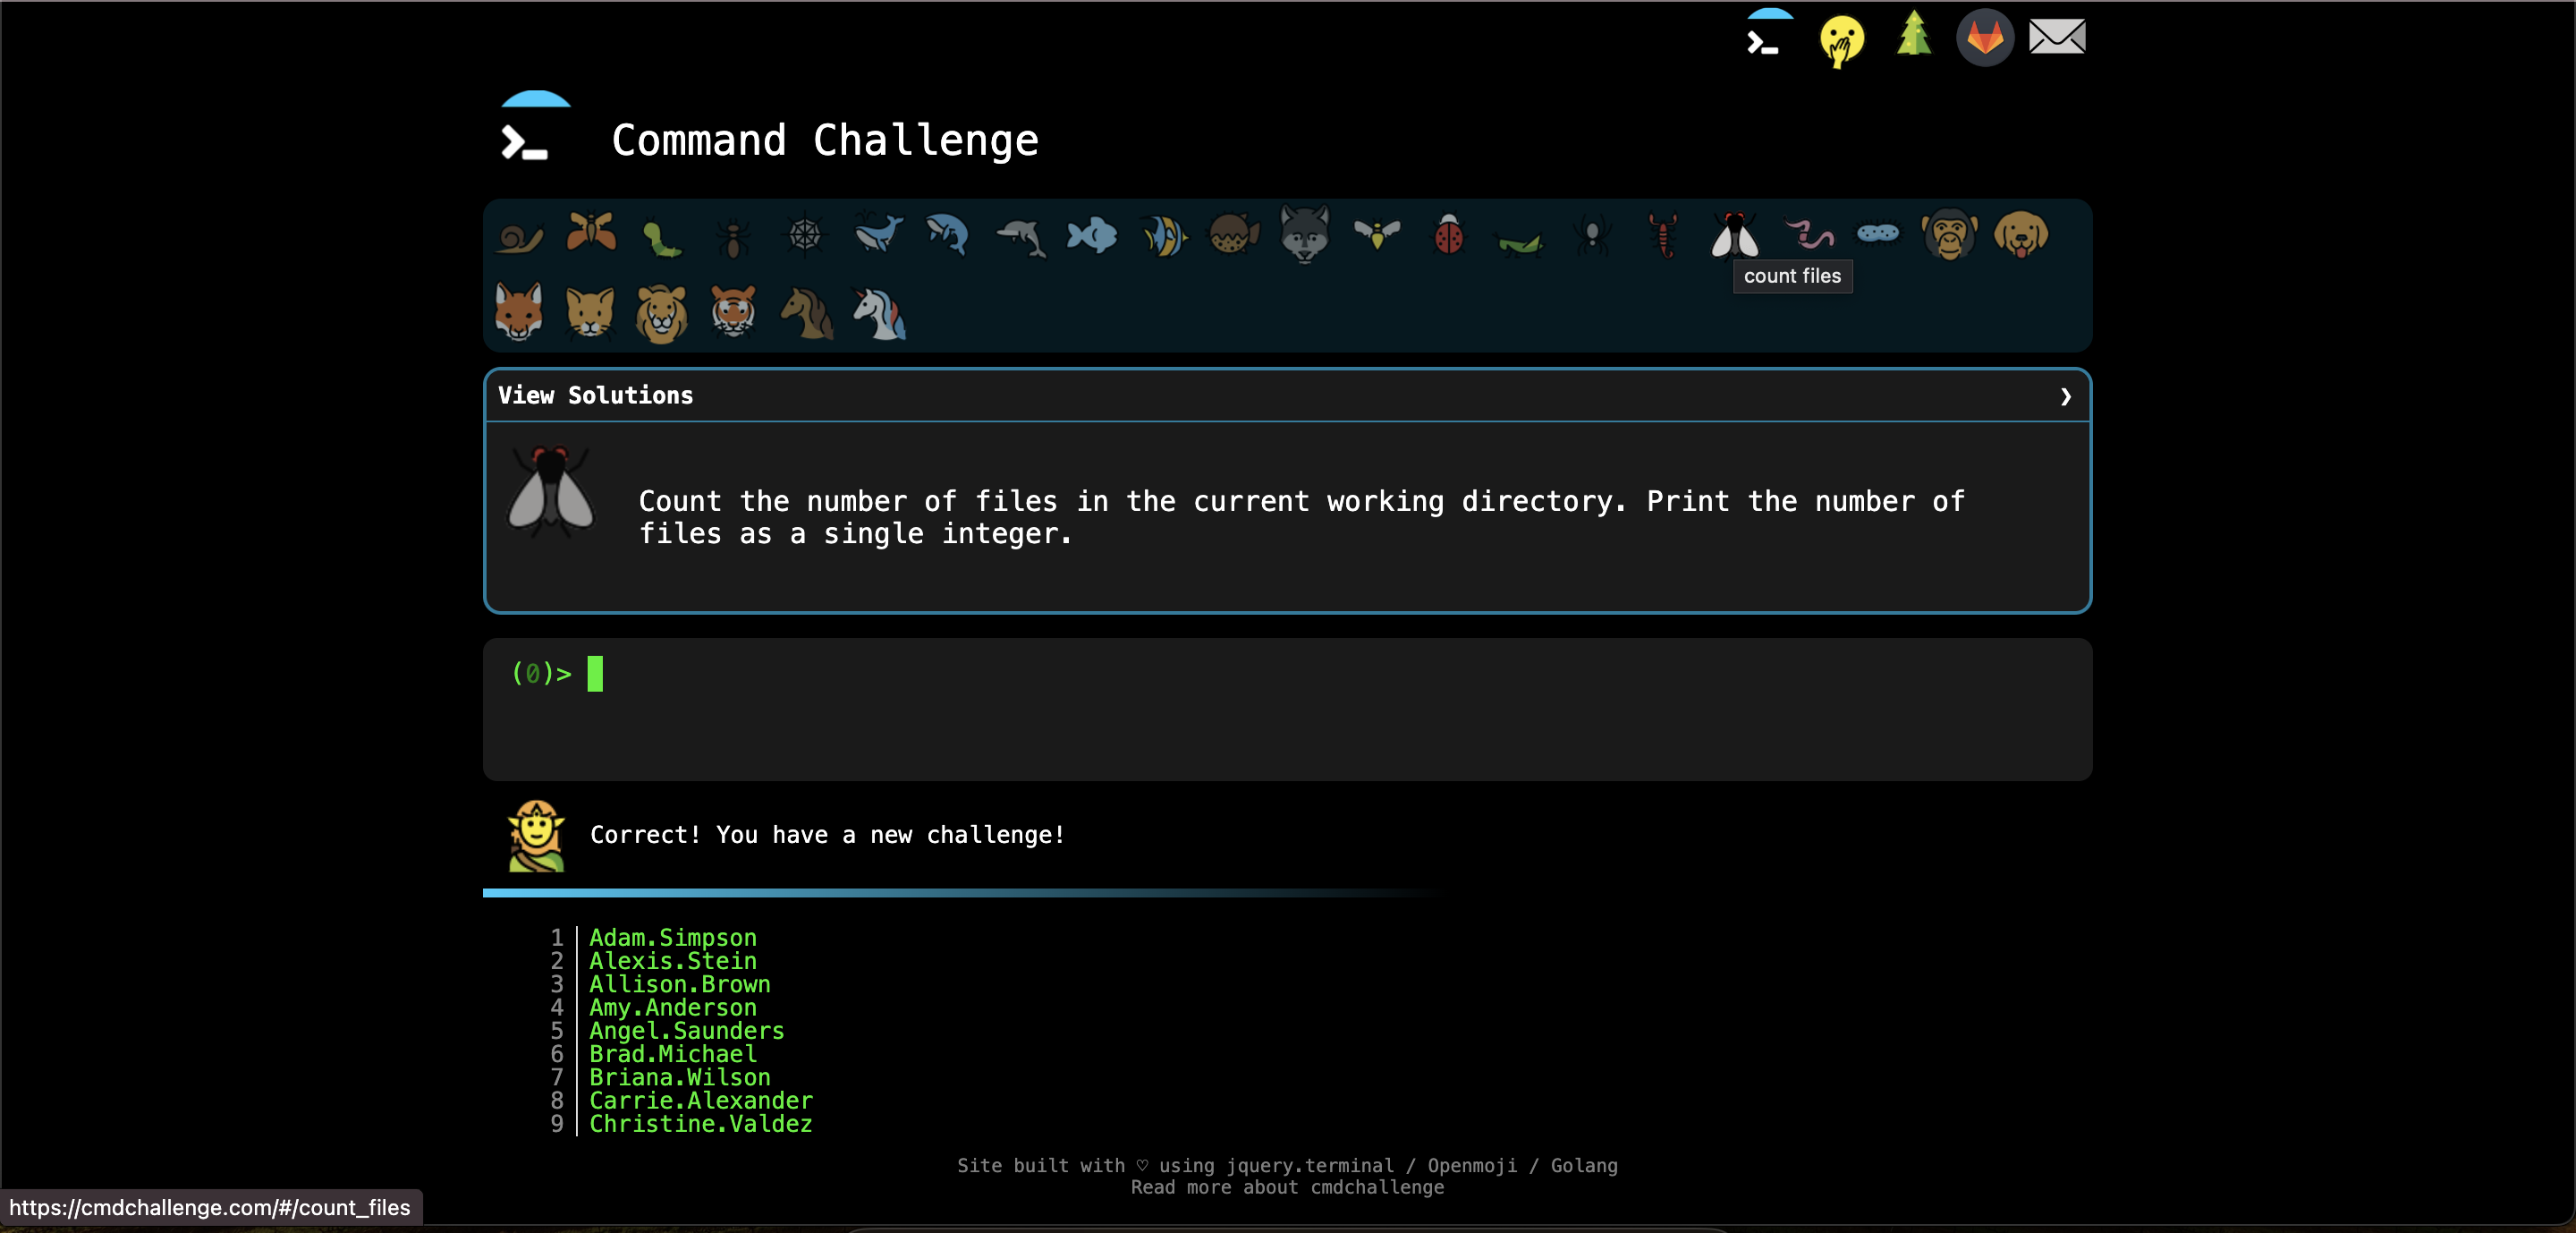 Command Challenge
count files
View Solutions
Count the number of files in the current working directory. Print the number of
files as a single integer.
(0)>
Correct! You have a new challenge!
1 Adam.Simpson
2 Alexis.Stein
3 Allison.Brown
4 Amy.Anderson
5 Angel.Saunders
6 Brad.Michael
7 Briana.Wilson
8 Carrie.Alexander
9 Christine.Valdez
Site built with ♡ using jquery.terminal / Openmoji / Golang
Read more about cmdchallenge
https://cmdchallenge.com/#/count_files